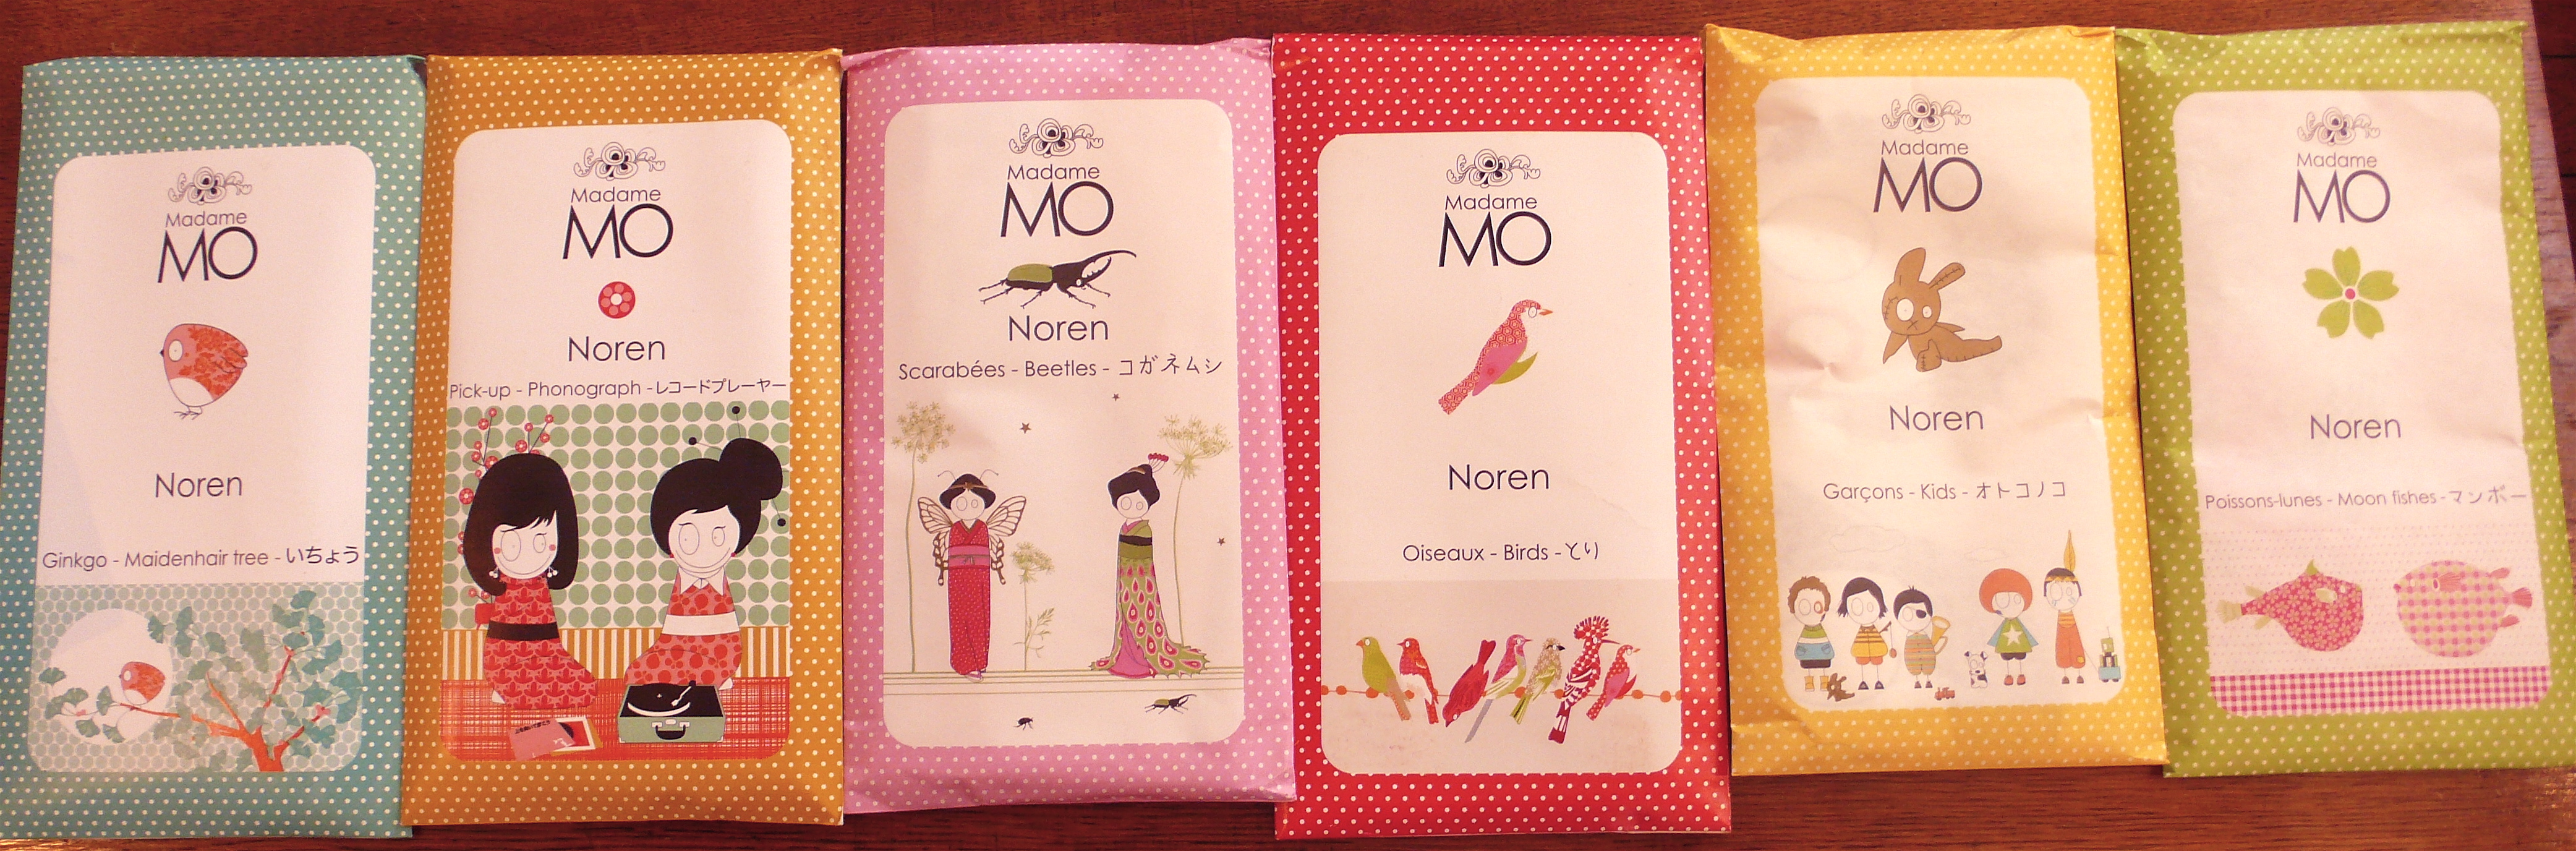 Madame
MO
Noren
Ginkgo - Maidenhair tree - いちょう
Madame
MO
Noren
Pick-up - Phonograph -レコードプレーヤー
Madame
MO
Noren
Scarabées - Beetles - コガネムシ
Madame
MO
Noren
Oiseaux - Birds -とり
Madame
MO
Noren
Garçons - Kids - オトコノコ
Madame
MO
Noren
Poissons-lunes - Moon fishes -マンボー